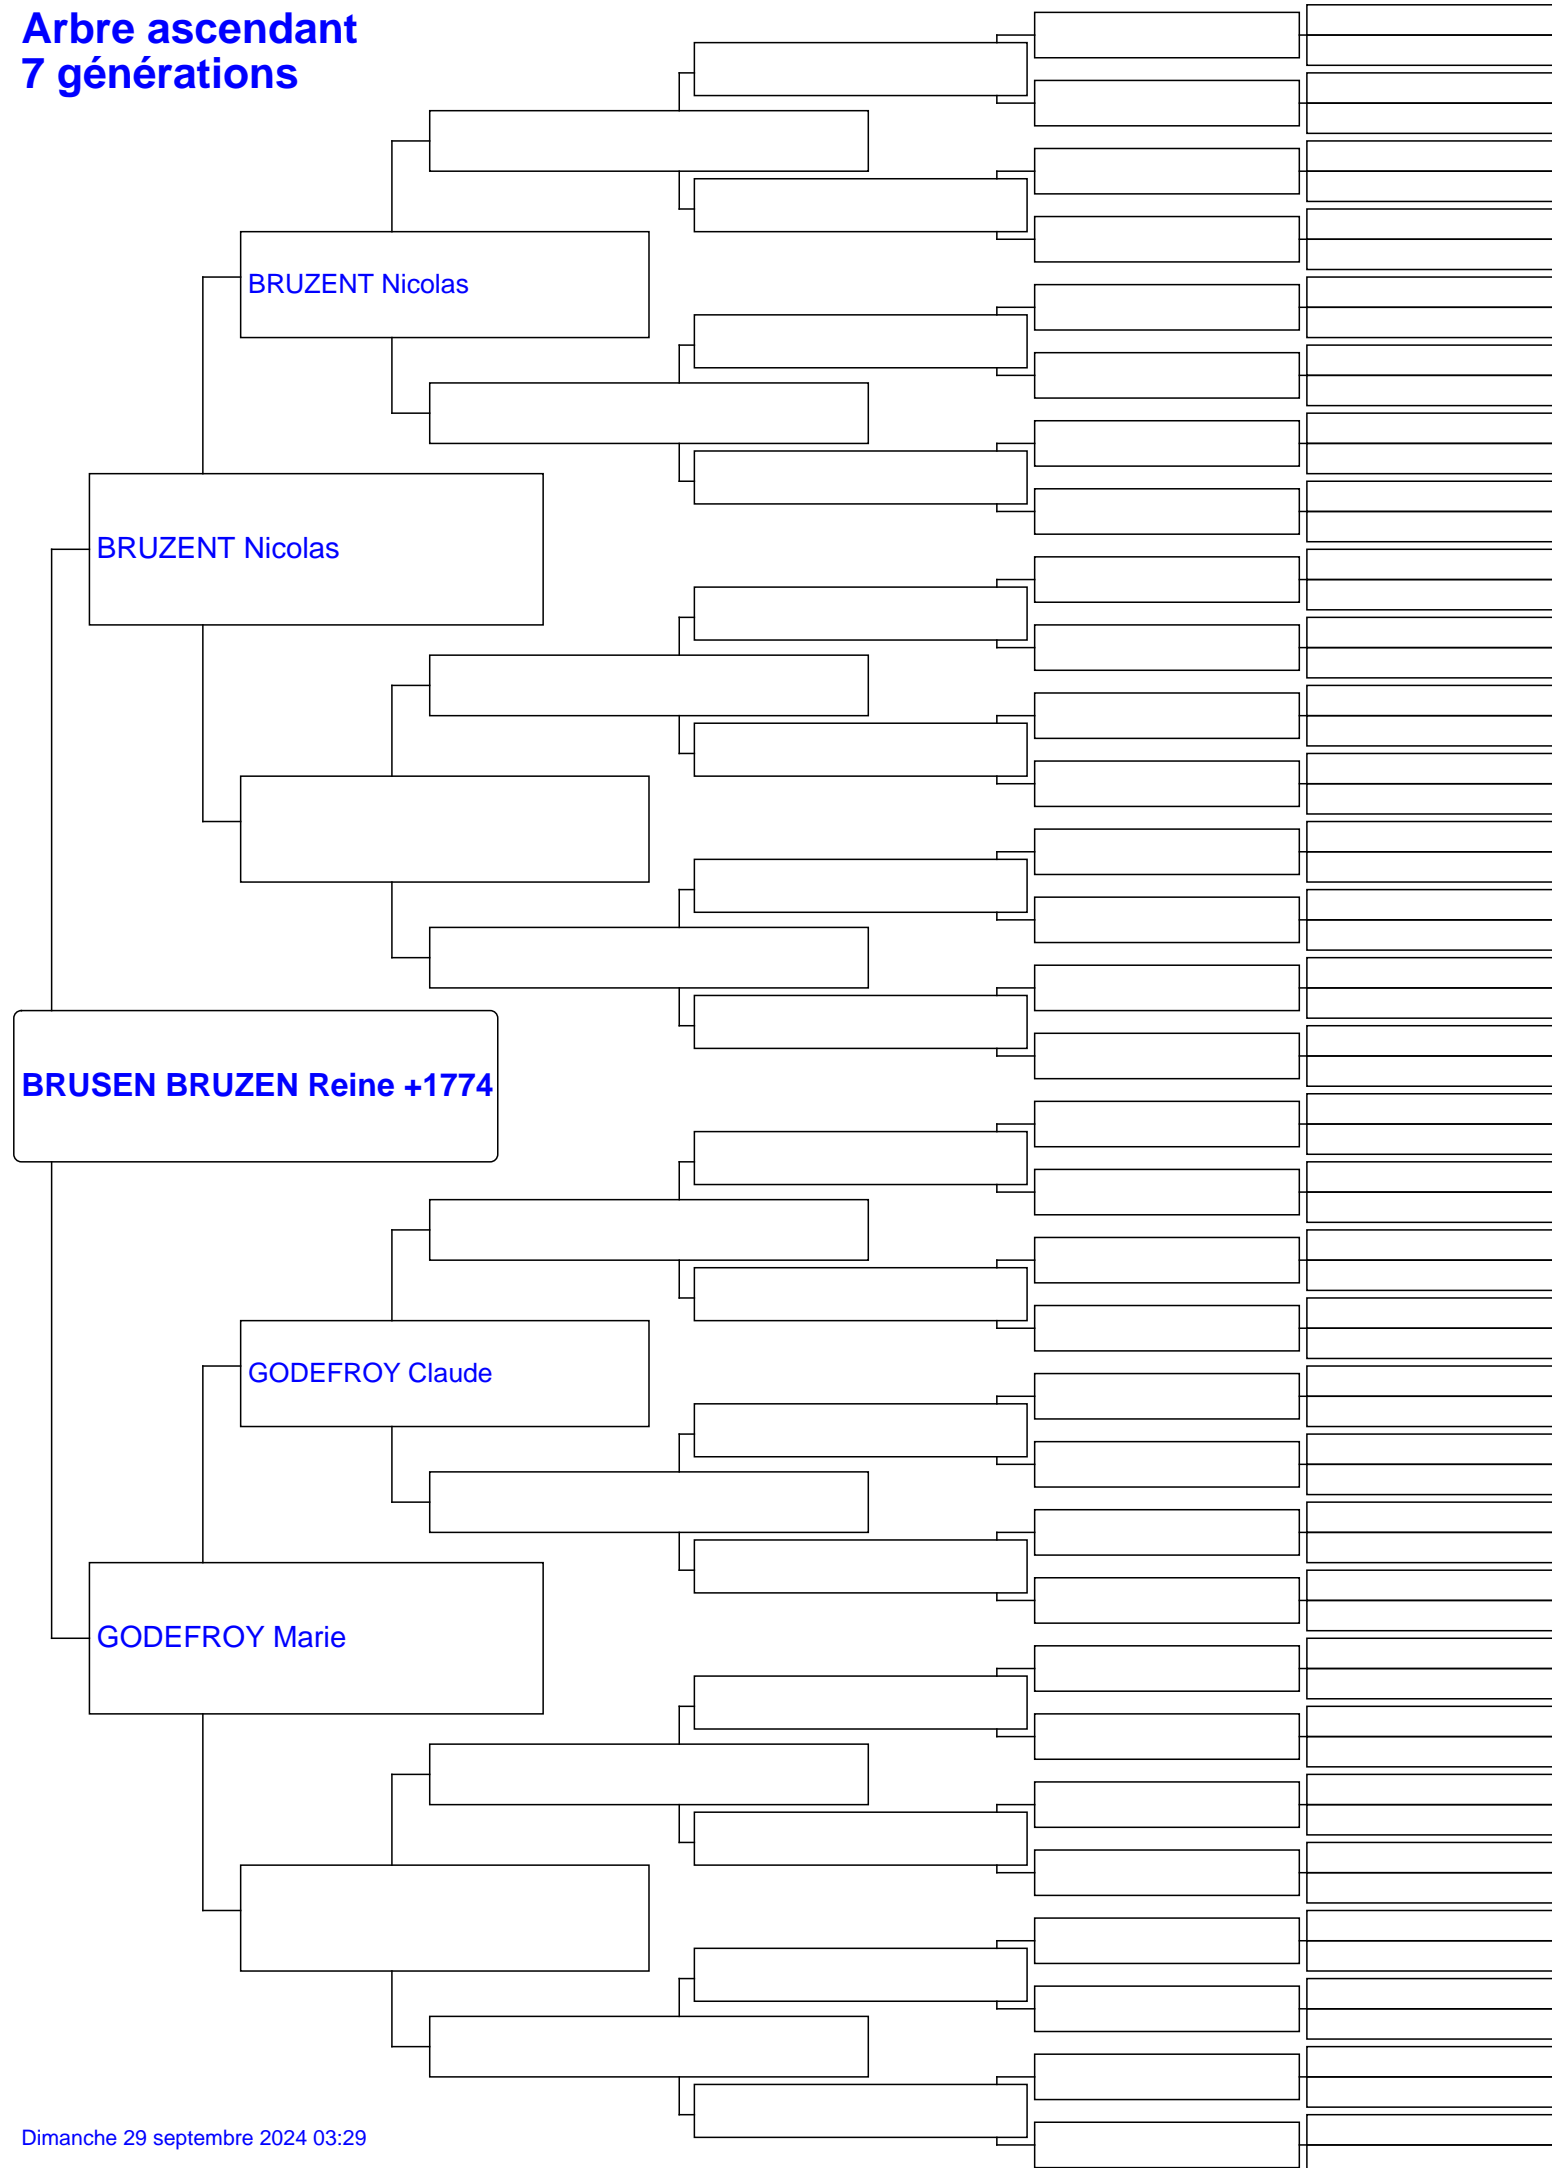 Arbre ascendant
7 générations
BRUZENT Nicolas
BRUZENT Nicolas
BRUSEN BRUZEN Reine +1774
GODEFROY Claude
GODEFROY Marie
Dimanche 29 septembre 2024 03:29